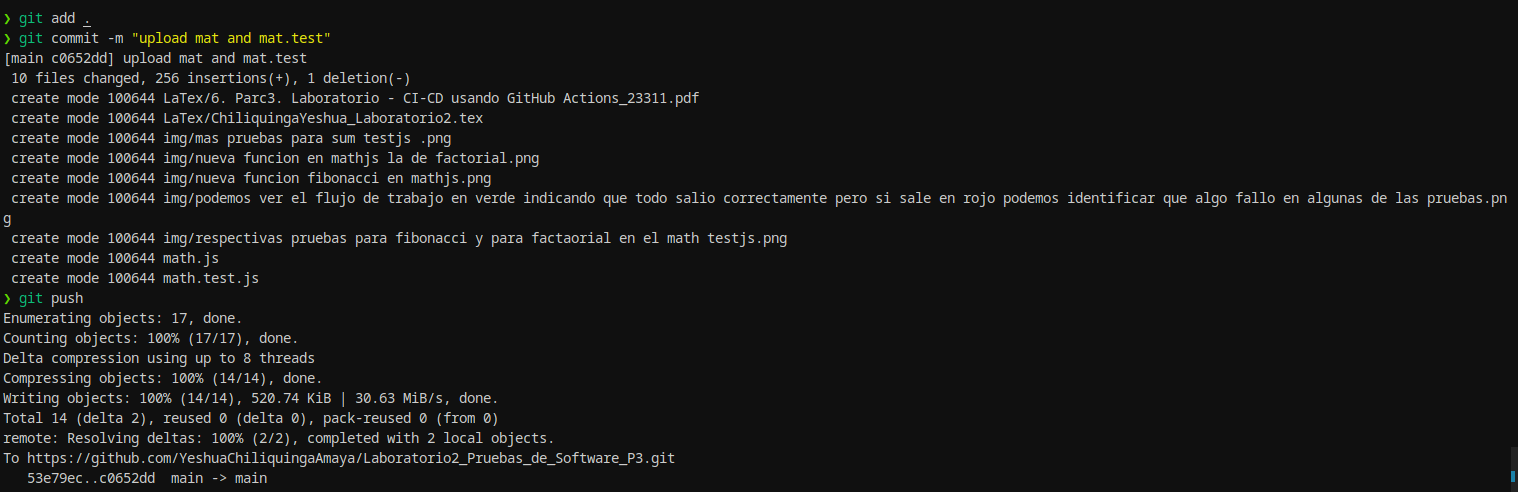 ❯ git add .
❯ git commit -m "upload mat and mat.test"
[main c0652dd] upload mat and mat.test
 10 files changed, 256 insertions(+), 1 deletion(-)
 create mode 100644 LaTex/6. Parc3. Laboratorio - CI-CD usando GitHub Actions_23311.pdf
 create mode 100644 LaTex/ChiliquingaYeshua_Laboratorio2.tex
 create mode 100644 img/mas pruebas para sum testjs .png
 create mode 100644 img/nueva funcion en mathjs la de factorial.png
 create mode 100644 img/nueva funcion fibonacci en mathjs.png
 create mode 100644 img/podemos ver el flujo de trabajo en verde indicando que todo salio correctamente pero si sale en rojo podemos identificar que algo fallo en algunas de las pruebas.pn
g
 create mode 100644 img/respectivas pruebas para fibonacci y para factaorial en el math testjs.png
 create mode 100644 math.js
 create mode 100644 math.test.js
❯ git push
Enumerating objects: 17, done.
Counting objects: 100% (17/17), done.
Delta compression using up to 8 threads
Compressing objects: 100% (14/14), done.
Writing objects: 100% (14/14), 520.74 KiB | 30.63 MiB/s, done.
Total 14 (delta 2), reused 0 (delta 0), pack-reused 0 (from 0)
remote: Resolving deltas: 100% (2/2), completed with 2 local objects.
To https://github.com/YeshuaChiliquingaAmaya/Laboratorio2_Pruebas_de_Software_P3.git
   53e79ec..c0652dd  main -> main